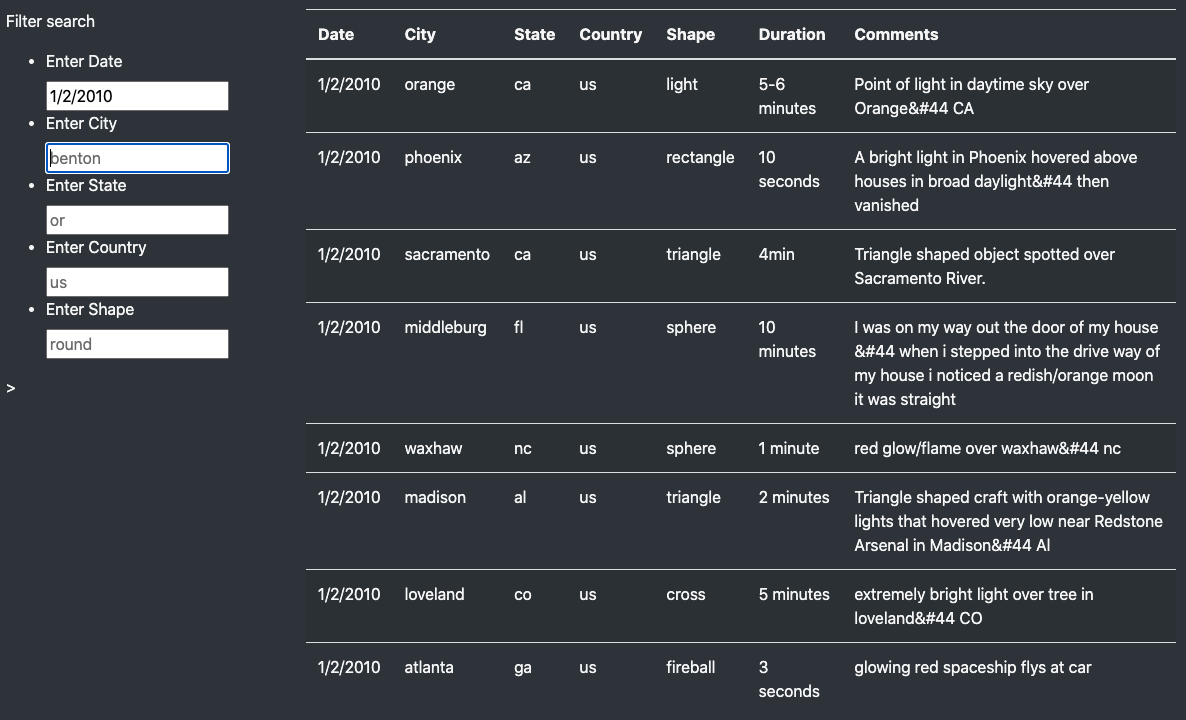 Filter search
• Enter Date
1/2/2010
• Enter City
benton
• Enter State
or
• Enter Country
us
• Enter Shape
round
>
Date City State Country Shape Duration Comments
1/2/2010 orange ca us light 5-6 Point of light in daytime sky over
minutes Orange&#44 CA
1/2/2010 phoenix az us rectangle 10 A bright light in Phoenix hovered above
seconds houses in broad daylight&#44 then
vanished
1/2/2010 sacramento ca us triangle 4min Triangle shaped object spotted over
Sacramento River.
1/2/2010 middleburg fl us sphere 10 I was on my way out the door of my house
minutes &#44 when i stepped into the drive way of
my house i noticed a redish/orange moon
it was straight
1/2/2010 waxhaw nc us sphere 1 minute red glow/flame over waxhaw&#44 nc
1/2/2010 madison al us triangle 2 minutes Triangle shaped craft with orange-yellow
lights that hovered very low near Redstone
Arsenal in Madison&#44 Al
1/2/2010 loveland co us cross 5 minutes extremely bright light over tree in
loveland&#44 CO
1/2/2010 atlanta ga us fireball 3 glowing red spaceship flys at car
seconds